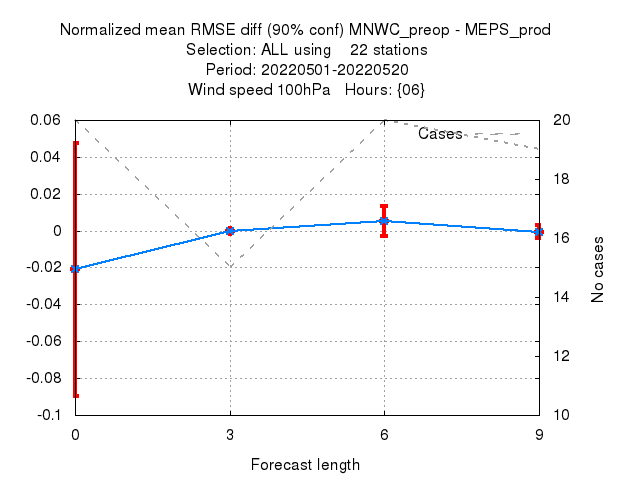 Normalized mean RMSE diff (90% conf) MNWC_preop - MEPS_prod
Selection: ALL using    22 stations
Period: 20220501-20220520
Wind speed 100hPa   Hours: {06}
0.06
0.04
0.02
0
-0.02
-0.04
-0.06
-0.08
-0.1
20
18
16
14
12
10
Cases
No cases
0 3 6 9
Forecast length